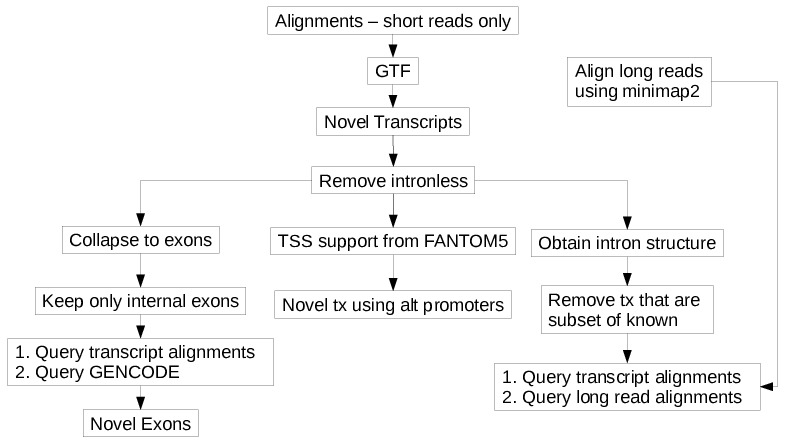 Alignments – short reads only
GTF
Align long reads
using minimap2
Novel Transcripts
Remove intronless
Collapse to exons
TSS support from FANTOM5
Obtain intron structure
Keep only internal exons
Novel tx using alt promoters
Remove tx that are
subset of known
1. Query transcript alignments
2. Query GENCODE
1. Query transcript alignments
2. Query long read alignments
Novel Exons